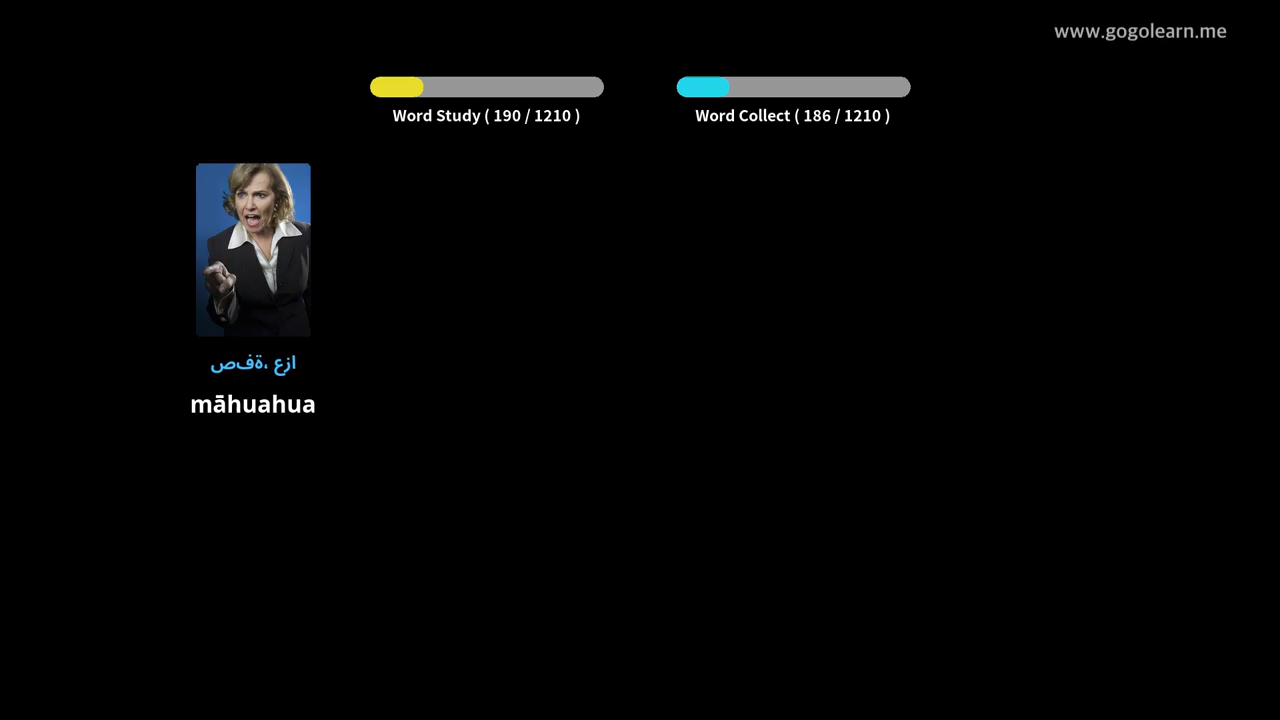 www.gogolearn.me
Word Study ( 190 / 1210 )
Word Collect ( 186 / 1210 )
ازع ،ةفص
māhuahua